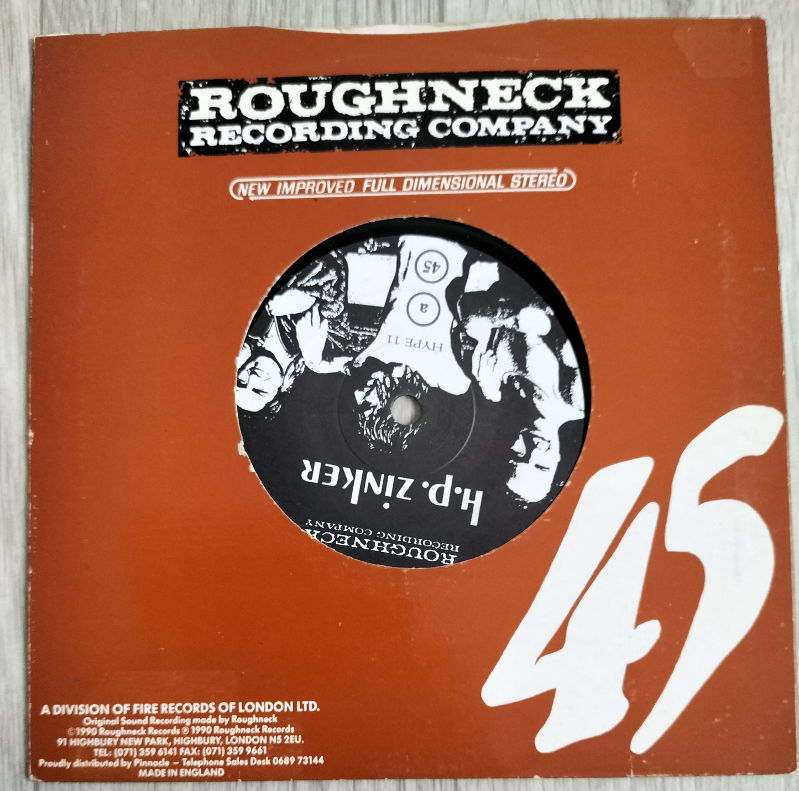 ROUGHNECK
RECORDING COMPANY
NEW IMPROVED FULL DIMENSIONAL STEREO
45
a
HYPE 11
h.p. zinker
ROUGHNECK
RECORDING COMPANY
45
A DIVISION OF FIRE RECORDS OF LONDON LTD.
Original Sound Recording made by Roughneck
©1990 Roughneck Records ℗ 1990 Roughneck Records
91 HIGHBURY NEW PARK, HIGHBURY, LONDON N5 2EU.
TEL: (071) 359 6141 FAX: (071) 359 9661
Proudly distributed by Pinnacle – Telephone Sales Desk 0689 73144
MADE IN ENGLAND